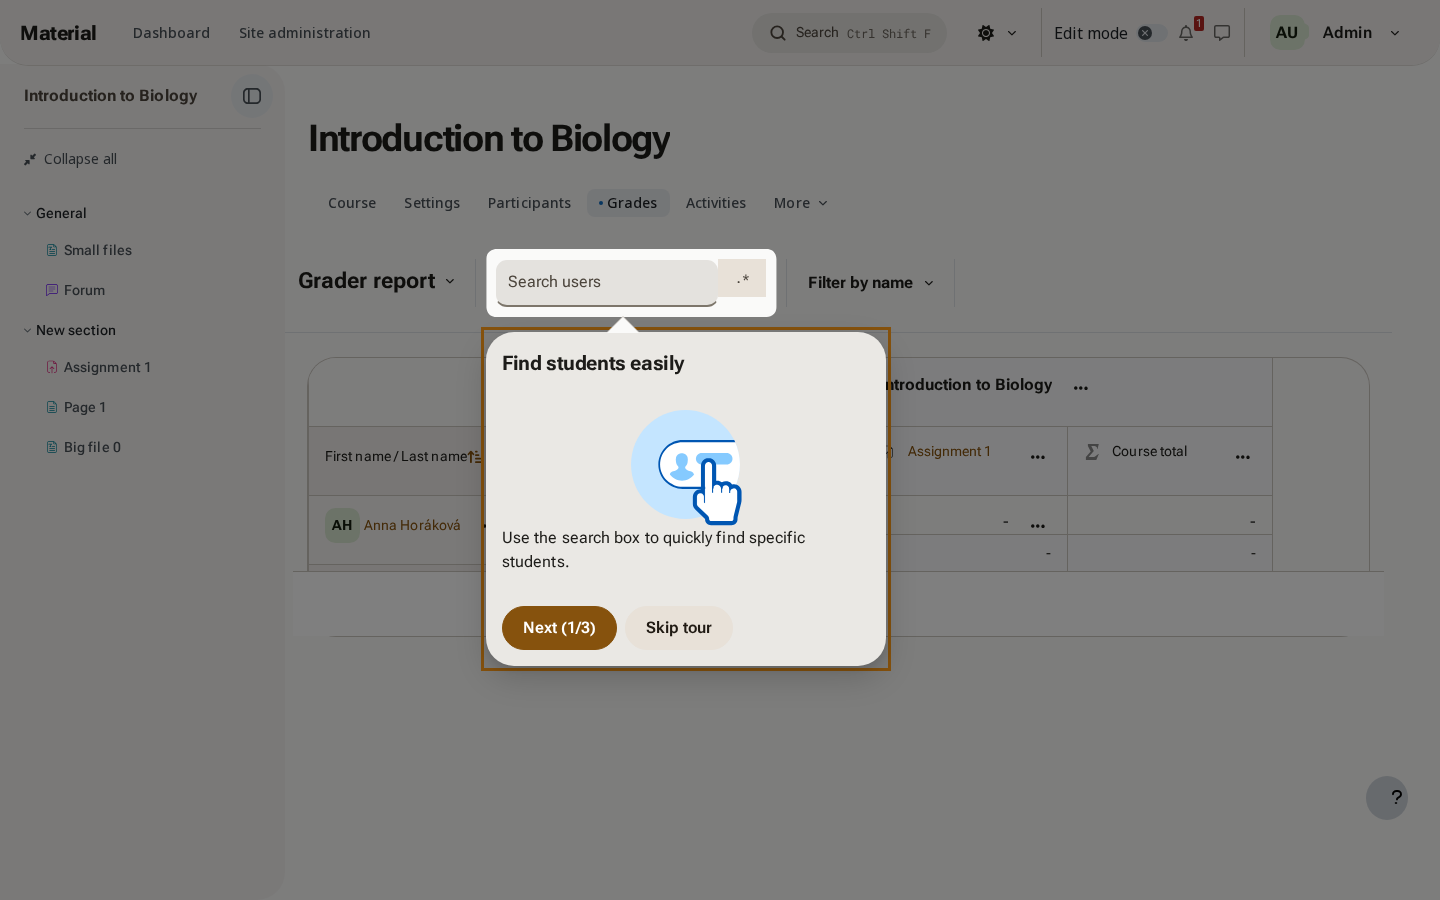 Material
Dashboard
Site administration
Search Ctrl Shift F
Edit mode
1
AU
Admin
Introduction to Biology
Collapse all
General
Small files
Forum
New section
Assignment 1
Page 1
Big file 0
Introduction to Biology
Course
Settings
Participants
Grades
Activities
More
Grader report
Search users
.*
Filter by name
Find students easily
Use the search box to quickly find specific
students.
Next (1/3)
Skip tour
ntroduction to Biology
First name / Last name
Assignment 1
Course total
AH
Anna Horáková
-
-
-
-
?